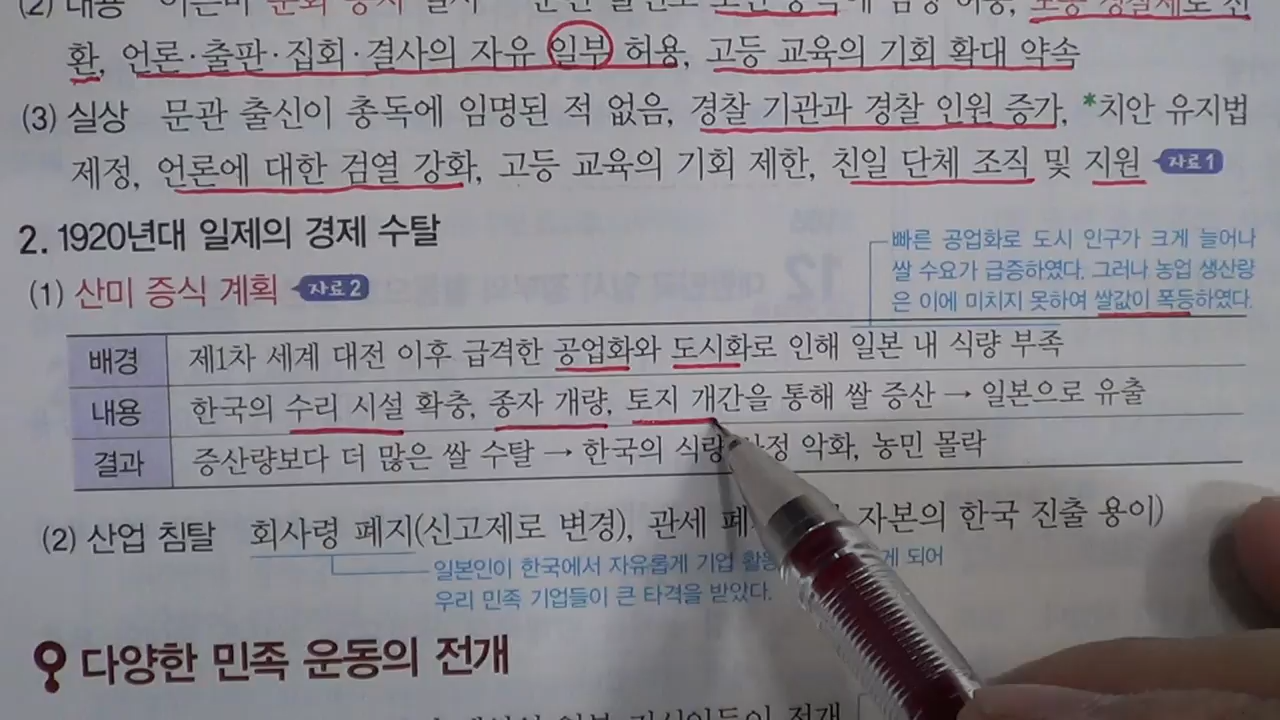 (2) 내용
환, 언론·출판·집회·결사의 자유 일부 허용, 고등 교육의 기회 확대 약속
(3) 실상 문관 출신이 총독에 임명된 적 없음, 경찰 기관과 경찰 인원 증가, *치안 유지법
제정, 언론에 대한 검열 강화, 고등 교육의 기회 제한, 친일 단체 조직 및 지원 자료1
2. 1920년대 일제의 경제 수탈
빠른 공업화로 도시 인구가 크게 늘어나
쌀 수요가 급증하였다. 그러나 농업 생산량
은 이에 미치지 못하여 쌀값이 폭등하였다.
(1) 산미 증식 계획 자료2
배경 제1차 세계 대전 이후 급격한 공업화와 도시화로 인해 일본 내 식량 부족
내용 한국의 수리 시설 확충, 종자 개량, 토지 개간을 통해 쌀 증산 → 일본으로 유출
결과 증산량보다 더 많은 쌀 수탈 → 한국의 식량 악화, 농민 몰락
(2) 산업 침탈 회사령 폐지(신고제로 변경), 관세 자본의 한국 진출 용이)
일본인이 한국에서 자유롭게 기업 되어
우리 민족 기업들이 큰 타격을 받았다.
다양한 민족 운동의 전개